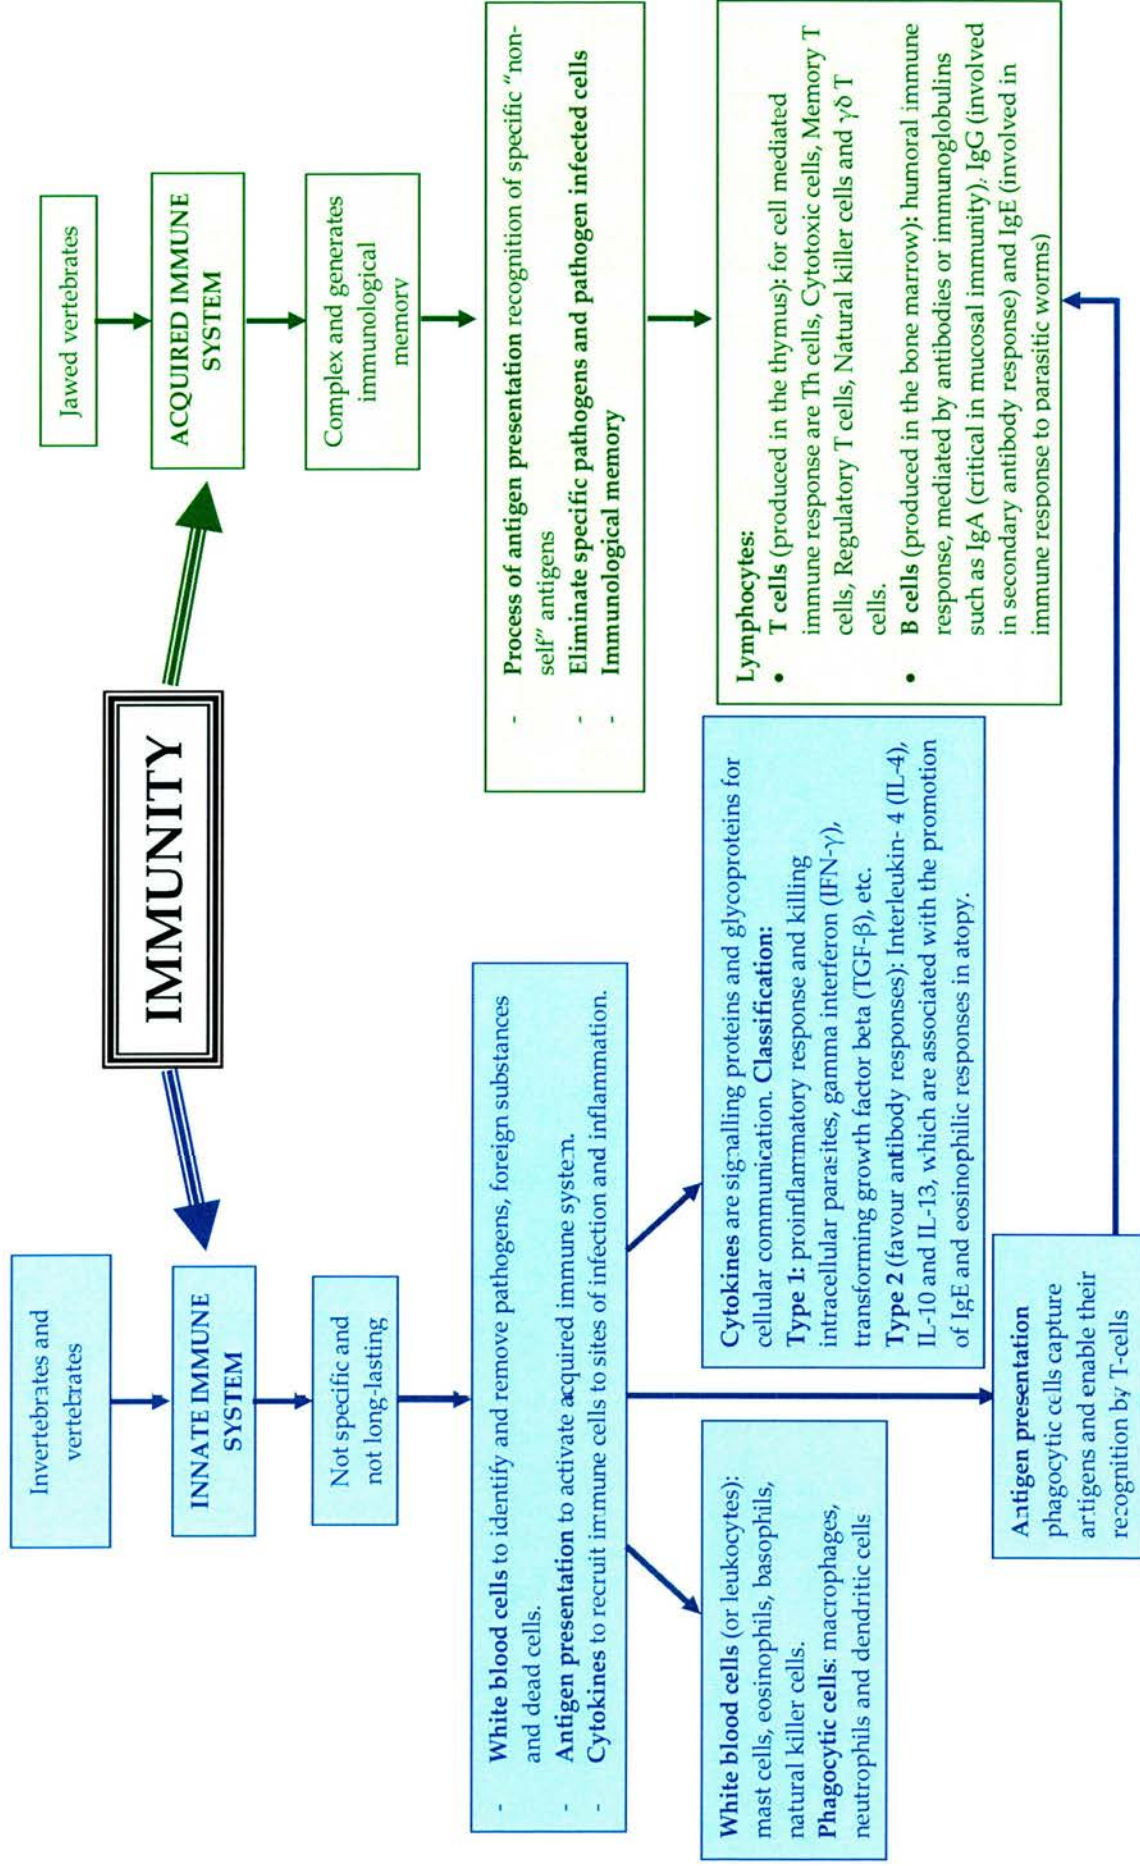 IMMUNITY
Invertebrates and
vertebrates
INNATE IMMUNE
SYSTEM
Not specific and
not long-lasting
- White blood cells to identify and remove pathogens, foreign substances
and dead cells.
- Antigen presentation to activate acquired immune system.
- Cytokines to recruit immune cells to sites of infection and inflammation.
White blood cells (or leukocytes):
mast cells, eosinophils, basophils,
natural killer cells.
Phagocytic cells: macrophages,
neutrophils and dendritic cells
Cytokines are signalling proteins and glycoproteins for
cellular communication. Classification:
Type 1: proinflammatory response and killing
intracellular parasites, gamma interferon (IFN-γ),
transforming growth factor beta (TGF-β), etc.
Type 2 (favour antibody responses): Interleukin- 4 (IL-4),
IL-10 and IL-13, which are associated with the promotion
of IgE and eosinophilic responses in atopy.
Antigen presentation
phagocytic cells capture
artigens and enable their
recognition by T-cells
Jawed vertebrates
ACQUIRED IMMUNE
SYSTEM
Complex and generates
immunological
memory
- Process of antigen presentation recognition of specific "non-
self" antigens
- Eliminate specific pathogens and pathogen infected cells
- Immunological memory
Lymphocytes:
• T cells (produced in the thymus): for cell mediated
immune response are Th cells, Cytotoxic cells, Memory T
cells, Regulatory T cells, Natural killer cells and γδ T
cells.
• B cells (produced in the bone marrow): humoral immune
response, mediated by antibodies or immunoglobulins
such as IgA (critical in mucosal immunity), IgG (involved
in secondary antibody response) and IgE (involved in
immune response to parasitic worms)